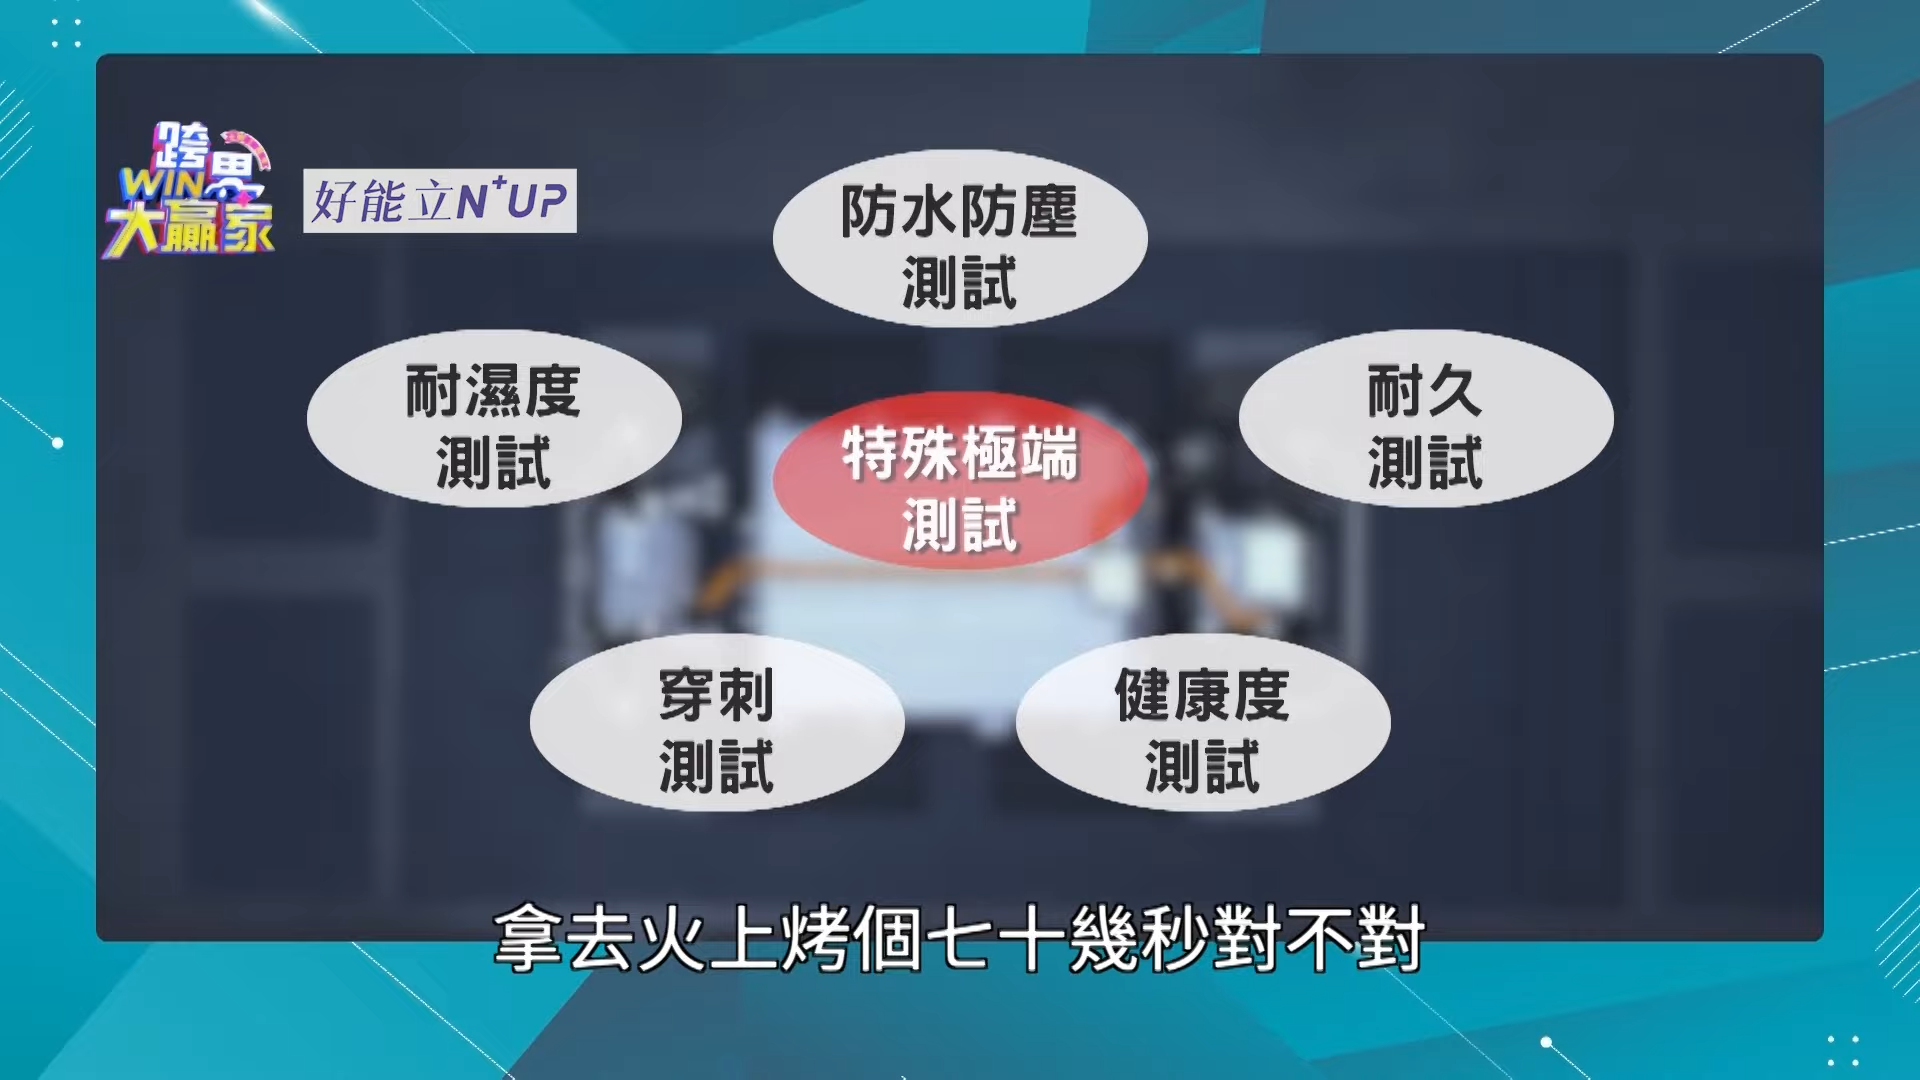 跨界
WIN
大贏家
好能立N+UP
防水防塵
測試
耐濕度
測試
耐久
測試
特殊極端
測試
穿刺
測試
健康度
測試
拿去火上烤個七十幾秒對不對